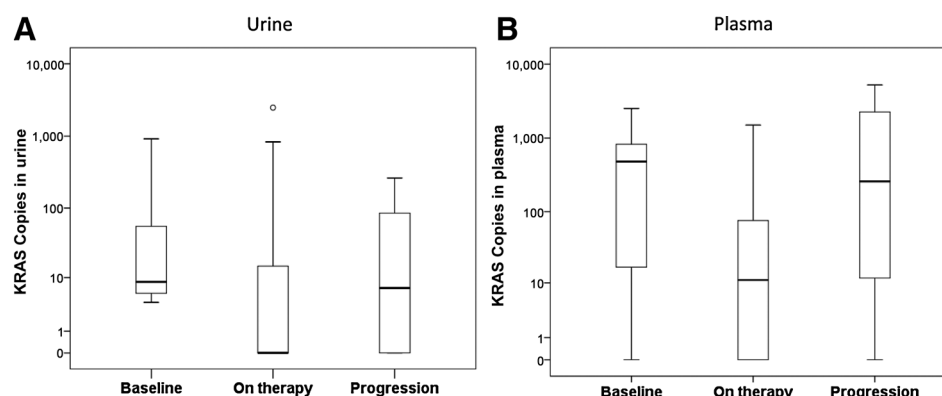 A
Urine
KRAS Copies in urine
10,000
1,000
100
10
1
0
Baseline
On therapy
Progression
B
Plasma
KRAS Copies in plasma
10,000
1,000
100
10
1
0
Baseline
On therapy
Progression